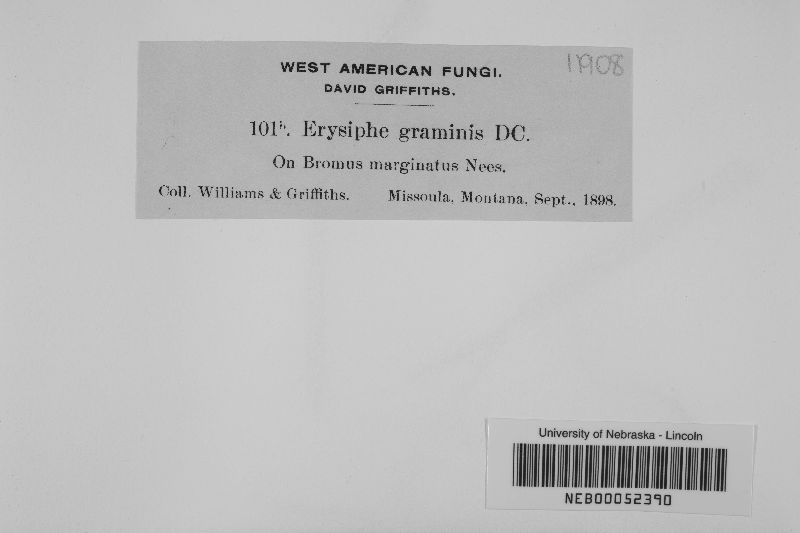 11908
WEST AMERICAN FUNGI.
DAVID GRIFFITHS.
101ᵇ. Erysiphe graminis DC.
On Bromus marginatus Nees.
Coll. Williams & Griffiths. Missoula, Montana, Sept., 1898.
University of Nebraska - Lincoln
NEB00052390